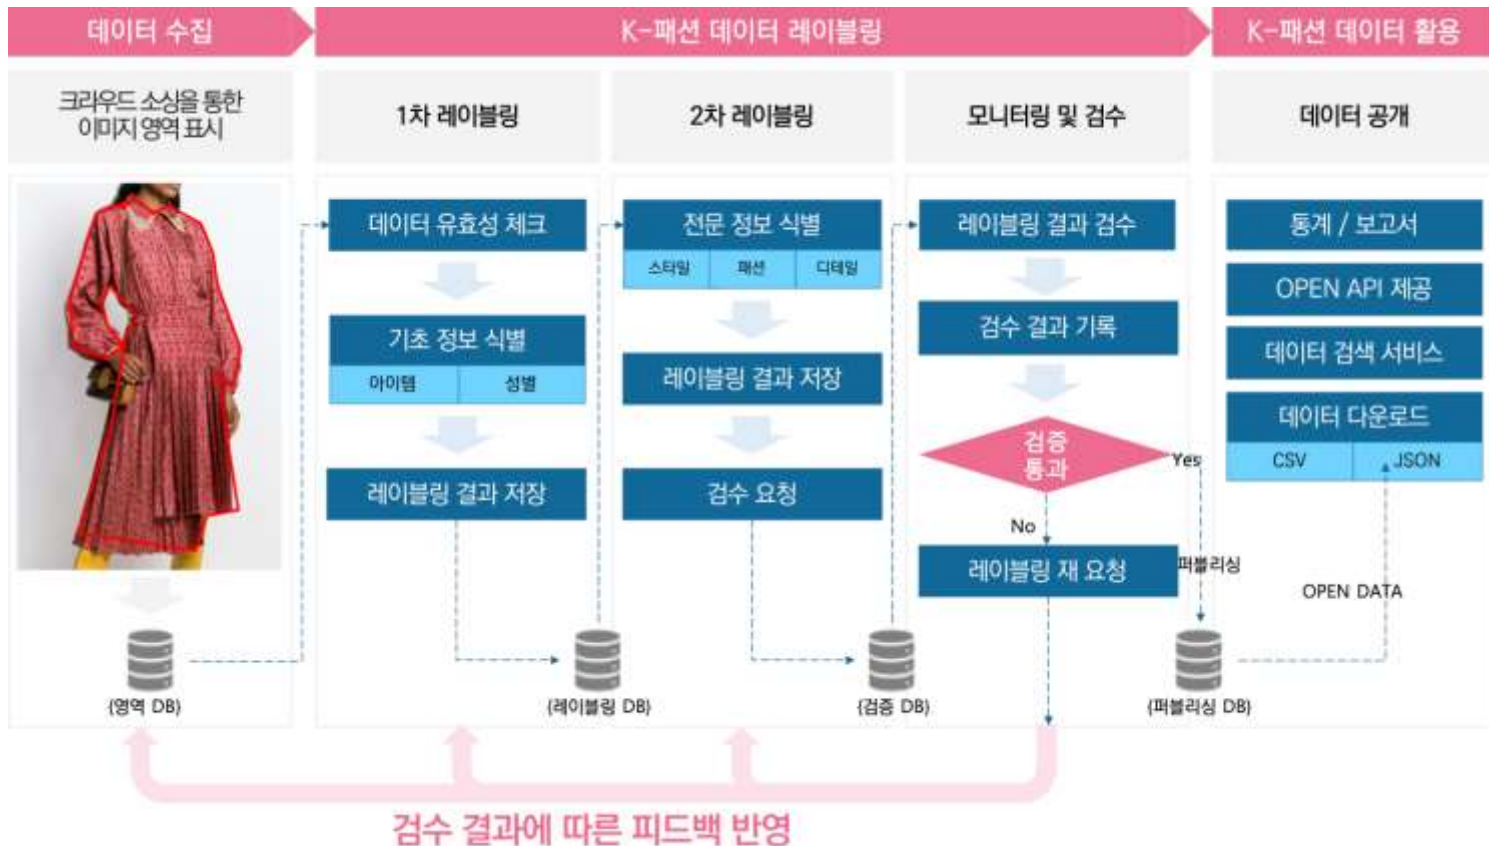 데이터 수집
K-패션 데이터 레이블링
K-패션 데이터 활용
크라우드 소싱을 통한
이미지 영역 표시
1차 레이블링
2차 레이블링
모니터링 및 검수
데이터 공개
(영역 DB)
데이터 유효성 체크
기초 정보 식별
아이템
성별
레이블링 결과 저장
(레이블링 DB)
전문 정보 식별
스타일
패션
디테일
레이블링 결과 저장
검수 요청
(검증 DB)
레이블링 결과 검수
검수 결과 기록
검증
통과
Yes
No
레이블링 재 요청
퍼블리싱
(퍼블리싱 DB)
통계 / 보고서
OPEN API 제공
데이터 검색 서비스
데이터 다운로드
CSV
JSON
OPEN DATA
검수 결과에 따른 피드백 반영